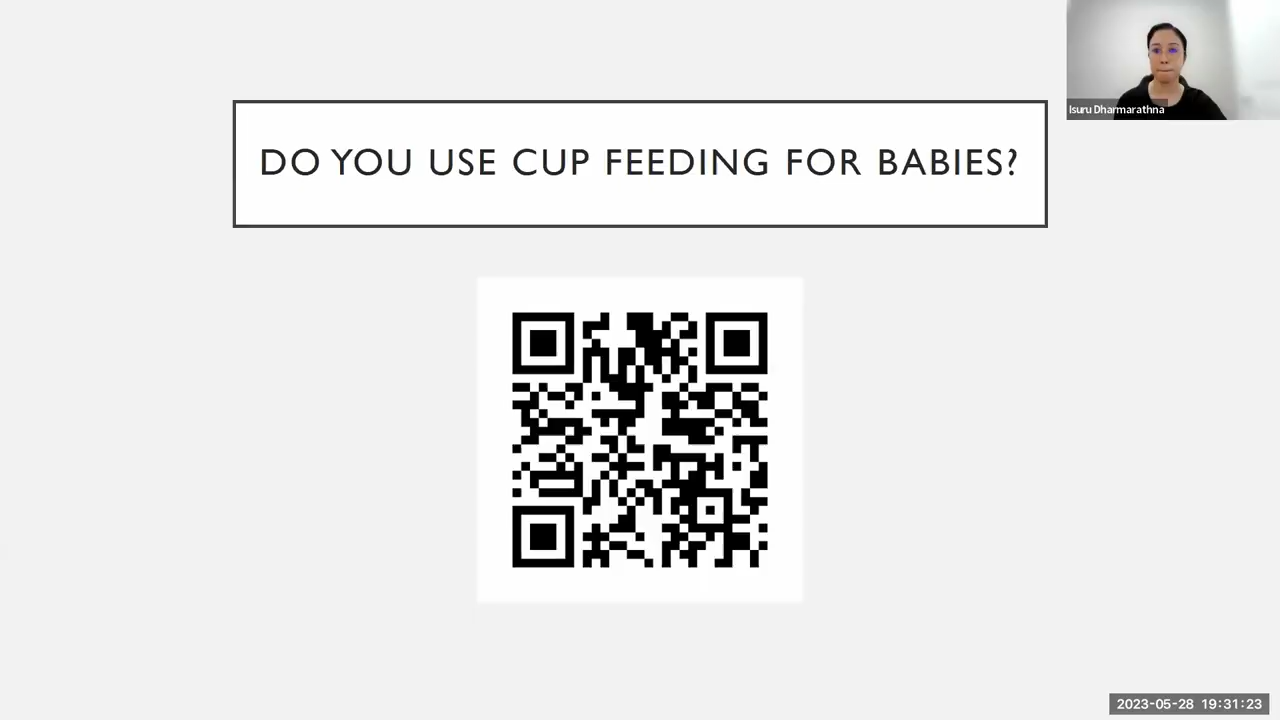 Isuru Dharmarathna
DO YOU USE CUP FEEDING FOR BABIES?
2023-05-28 19:31:23